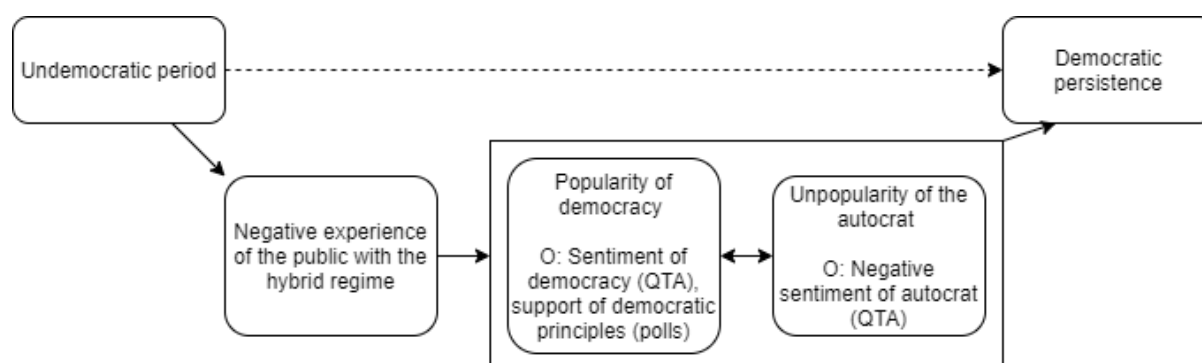 Undemocratic period
Democratic
persistence
Negative experience
of the public with the
hybrid regime
Popularity of
democracy
O: Sentiment of
democracy (QTA),
support of democratic
principles (polls)
Unpopularity of the
autocrat
O: Negative
sentiment of autocrat
(QTA)